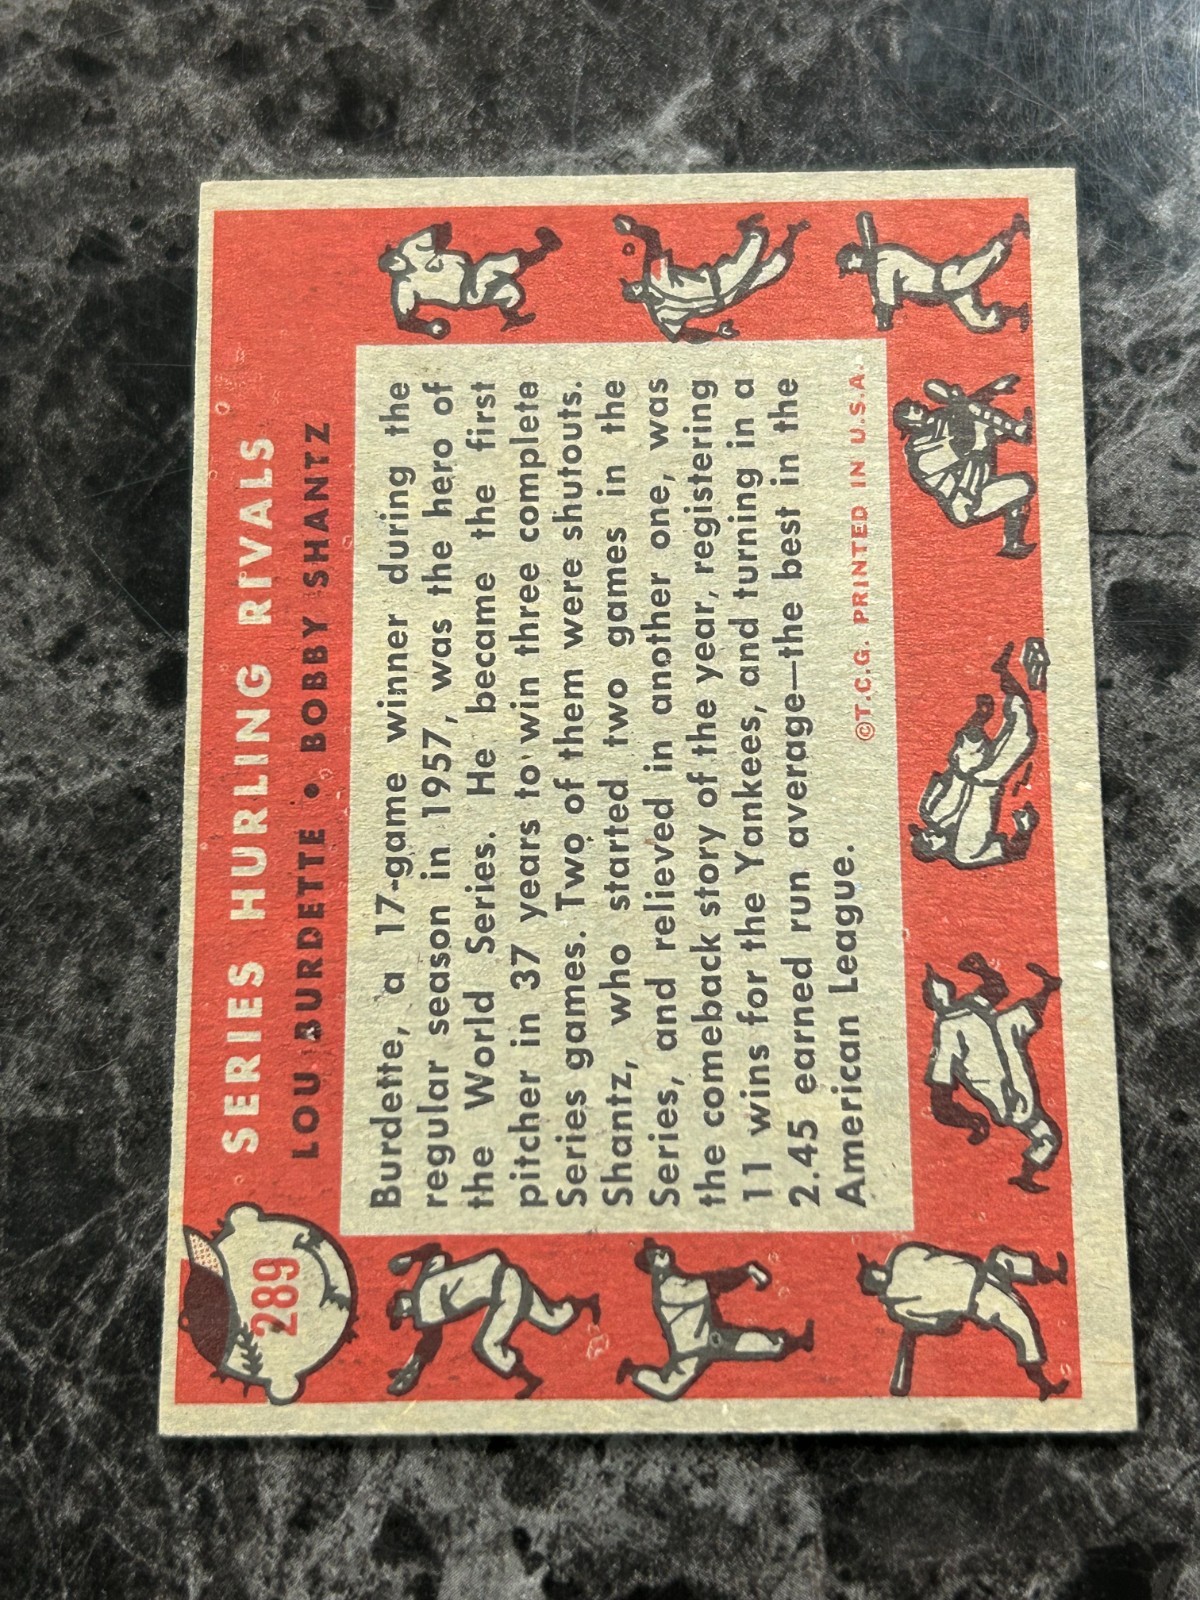 289
SERIES HURLING RIVALS
LOU BURDETTE • BOBBY SHANTZ
Burdette, a 17-game winner during the
regular season in 1957, was the hero of
the World Series. He became the first
pitcher in 37 years to win three complete
Series games. Two of them were shutouts.
Shantz, who started two games in the
Series, and relieved in another one, was
the comeback story of the year, registering
11 wins for the Yankees, and turning in a
2.45 earned run average—the best in the
American League.
©T.C.G. PRINTED IN U.S.A.